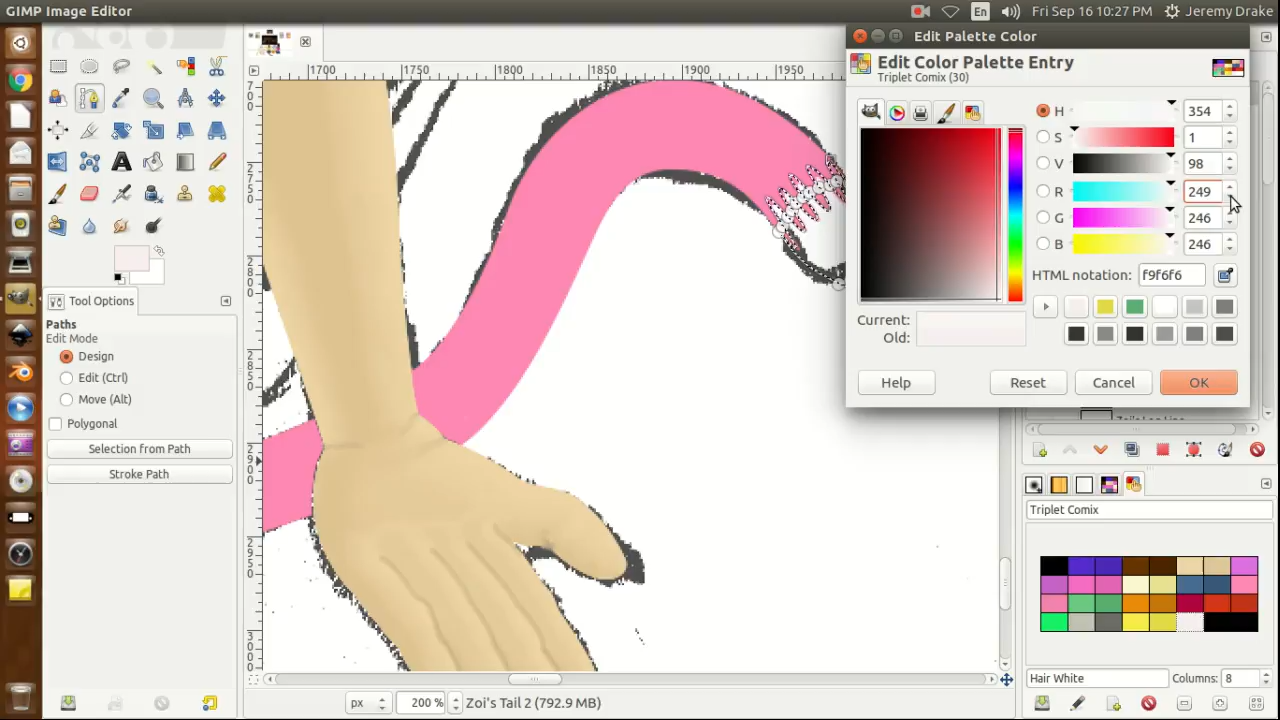 GIMP Image Editor
En
Fri Sep 16 10:27 PM
Jeremy Drake
Edit Palette Color
Edit Color Palette Entry
Triplet Comix (30)
1700
1750
1800
1850
1900
1950
H
354
S
1
V
98
R
249
G
246
B
246
HTML notation:
f9f6f6
Current:
Old:
Help
Reset
Cancel
OK
Tool Options
Paths
Edit Mode
Design
Edit (Ctrl)
Move (Alt)
Polygonal
Selection from Path
Stroke Path
Triplet Comix
Hair White
Columns:
8
px
200 %
Zoi's Tail 2 (792.9 MB)